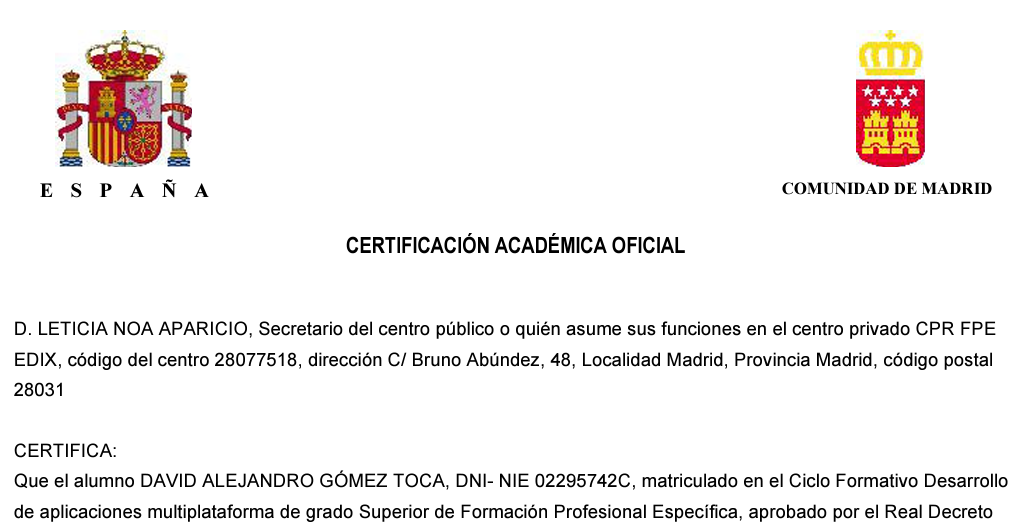 E S P A Ñ A
COMUNIDAD DE MADRID
CERTIFICACIÓN ACADÉMICA OFICIAL
D. LETICIA NOA APARICIO, Secretario del centro público o quién asume sus funciones en el centro privado CPR FPE
EDIX, código del centro 28077518, dirección C/ Bruno Abúndez, 48, Localidad Madrid, Provincia Madrid, código postal
28031
CERTIFICA:
Que el alumno DAVID ALEJANDRO GÓMEZ TOCA, DNI- NIE 02295742C, matriculado en el Ciclo Formativo Desarrollo
de aplicaciones multiplataforma de grado Superior de Formación Profesional Específica, aprobado por el Real Decreto